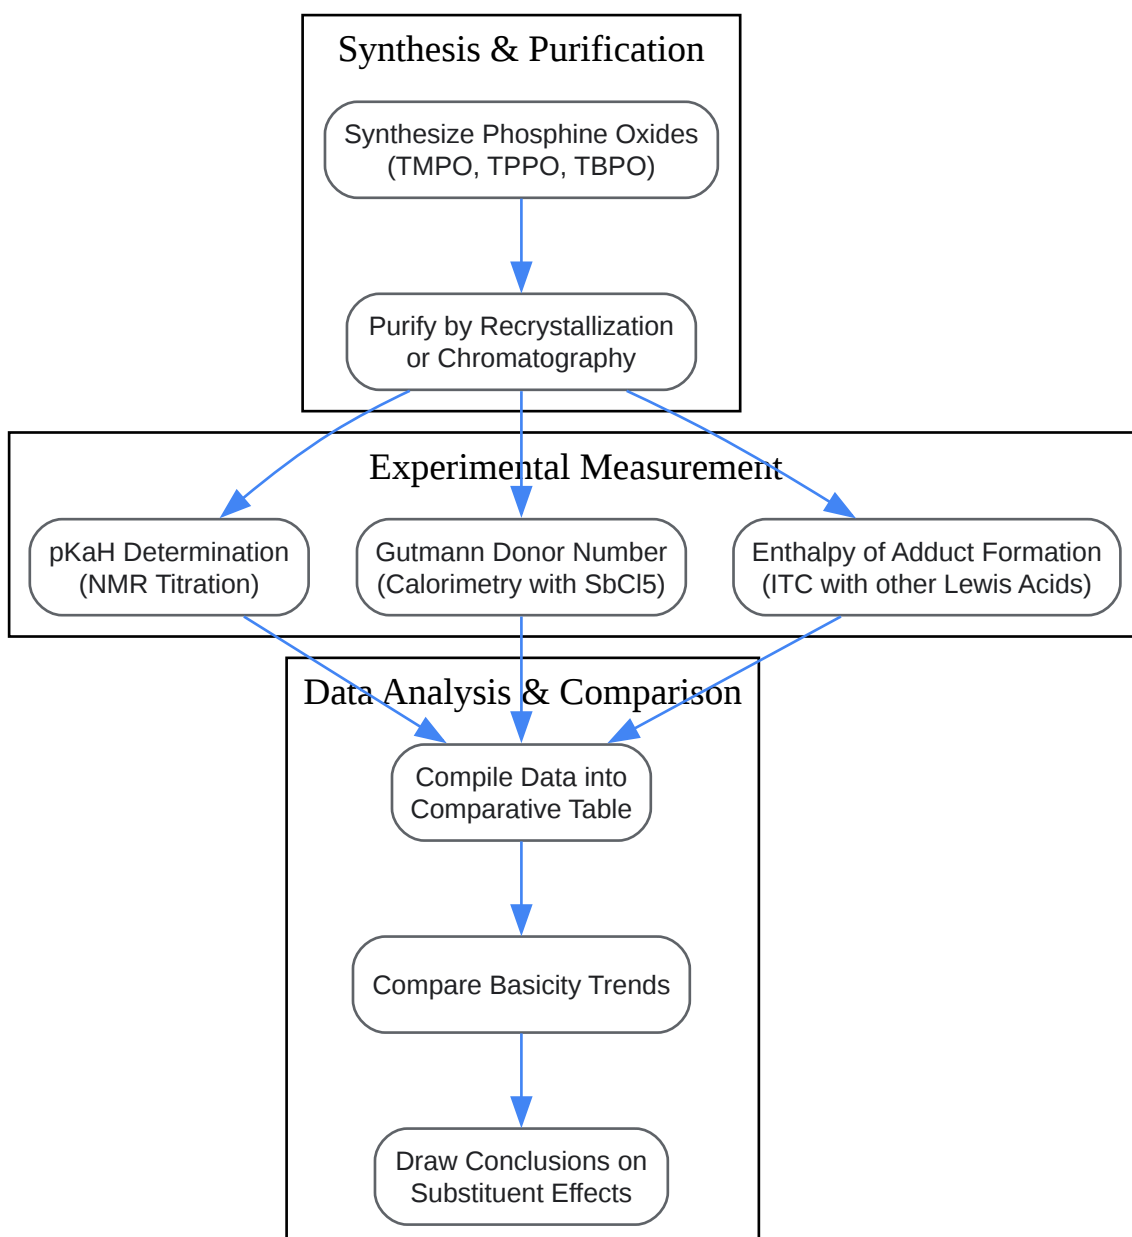 Synthesis & Purification
Synthesize Phosphine Oxides
(TMPO, TPPO, TBPO)
Purify by Recrystallization
or Chromatography
Experimental Measurement
pKaH Determination
(NMR Titration)
Gutmann Donor Number
(Calorimetry with SbCl5)
Enthalpy of Adduct Formation
(ITC with other Lewis Acids)
Data Analysis & Comparison
Compile Data into
Comparative Table
Compare Basicity Trends
Draw Conclusions on
Substituent Effects